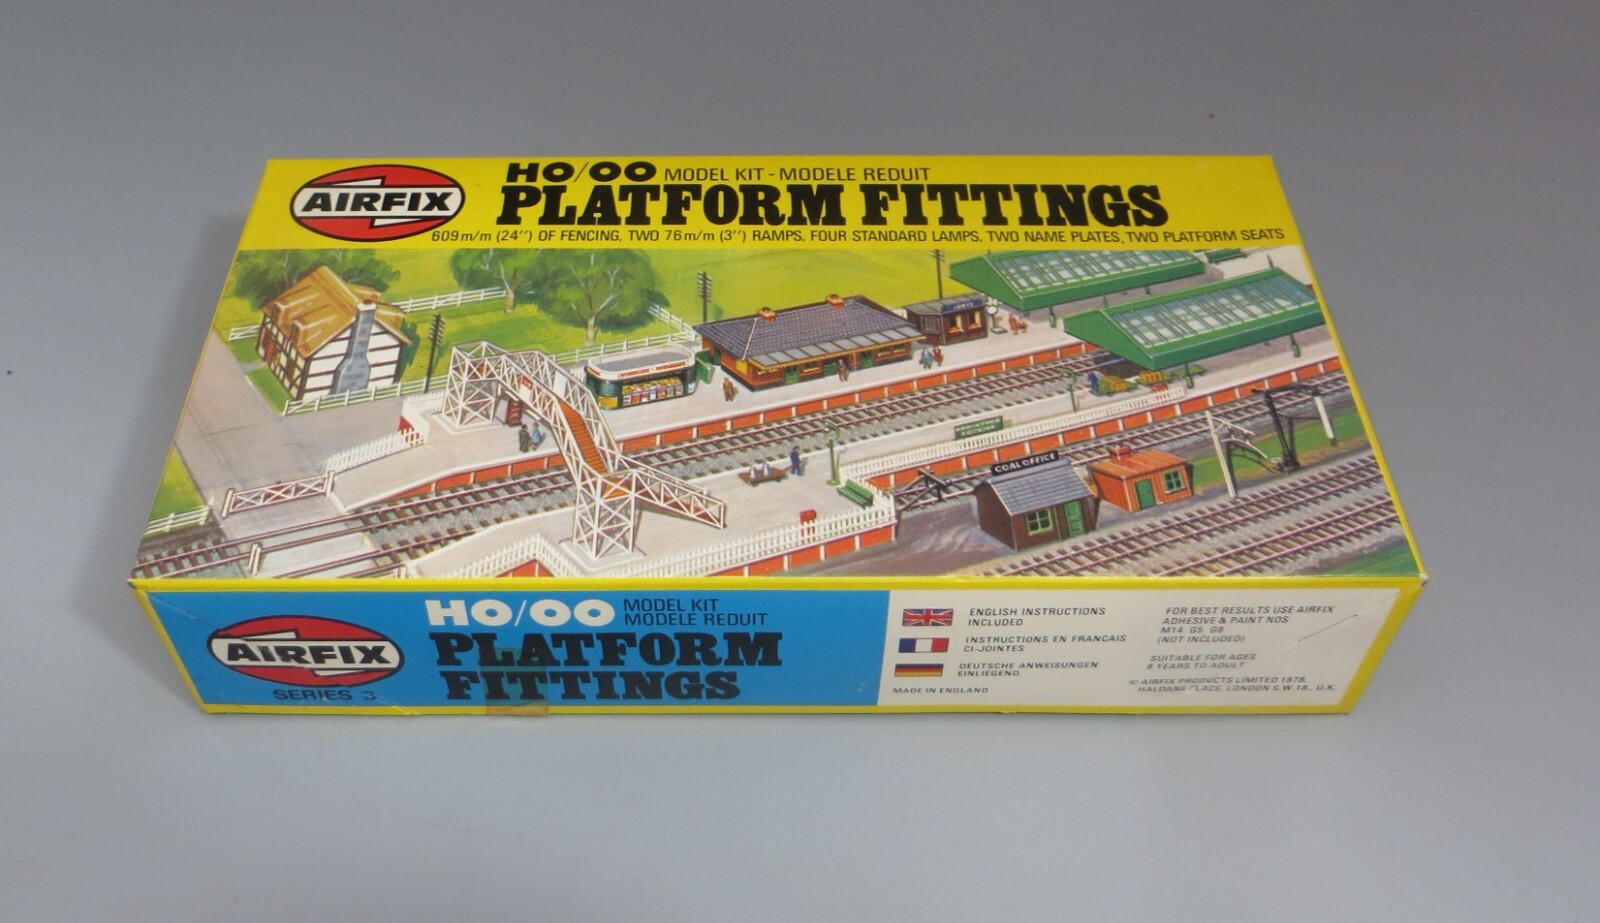 AIRFIX
HO/OO MODEL KIT - MODELE REDUIT
PLATFORM FITTINGS
609 m/m (24") OF FENCING, TWO 76 m/m (3") RAMPS, FOUR STANDARD LAMPS, TWO NAME PLATES, TWO PLATFORM SEATS
COAL OFFICE
AIRFIX
SERIES 3
HO/OO MODEL KIT
MODELE REDUIT
PLATFORM
FITTINGS
ENGLISH INSTRUCTIONS
INCLUDED
INSTRUCTIONS EN FRANCAIS
CI-JOINTES
DEUTSCHE ANWEISUNGEN
EINLIEGEND
MADE IN ENGLAND
FOR BEST RESULTS USE AIRFIX
ADHESIVE & PAINT NOS
M14 G5 G8
(NOT INCLUDED)
SUITABLE FOR AGES
8 YEARS TO ADULT
© AIRFIX PRODUCTS LIMITED 1978,
HALDANE PLACE, LONDON S.W.18., U.K.